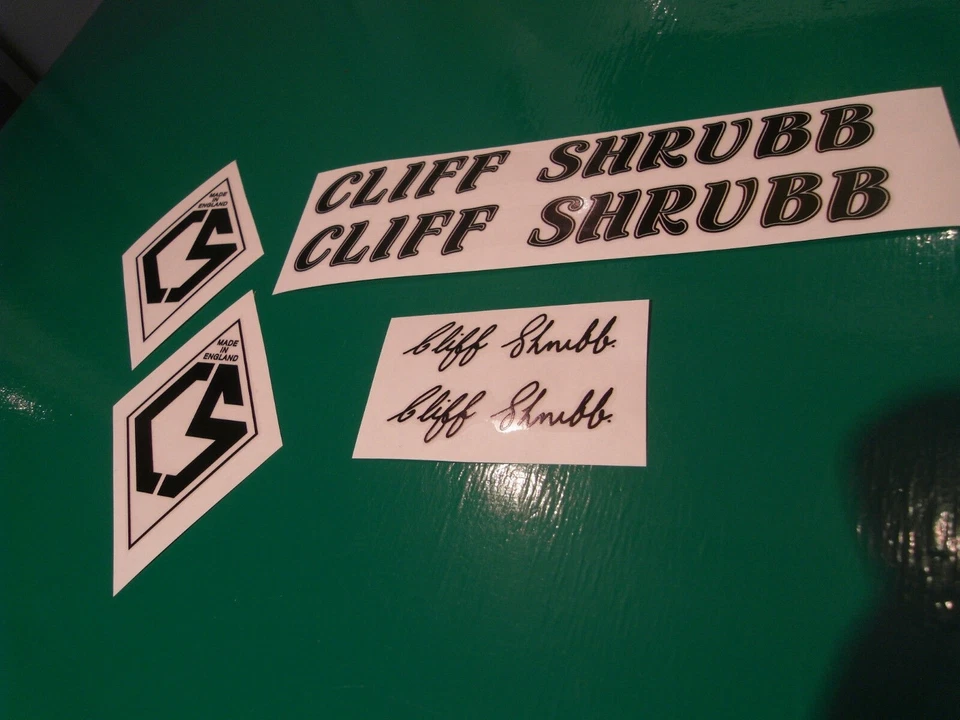 CLIFF SHRUBB
CLIFF SHRUBB
MADE
IN
ENGLAND
CS
MADE
IN
ENGLAND
CS
Cliff Shrubb.
Cliff Shrubb.